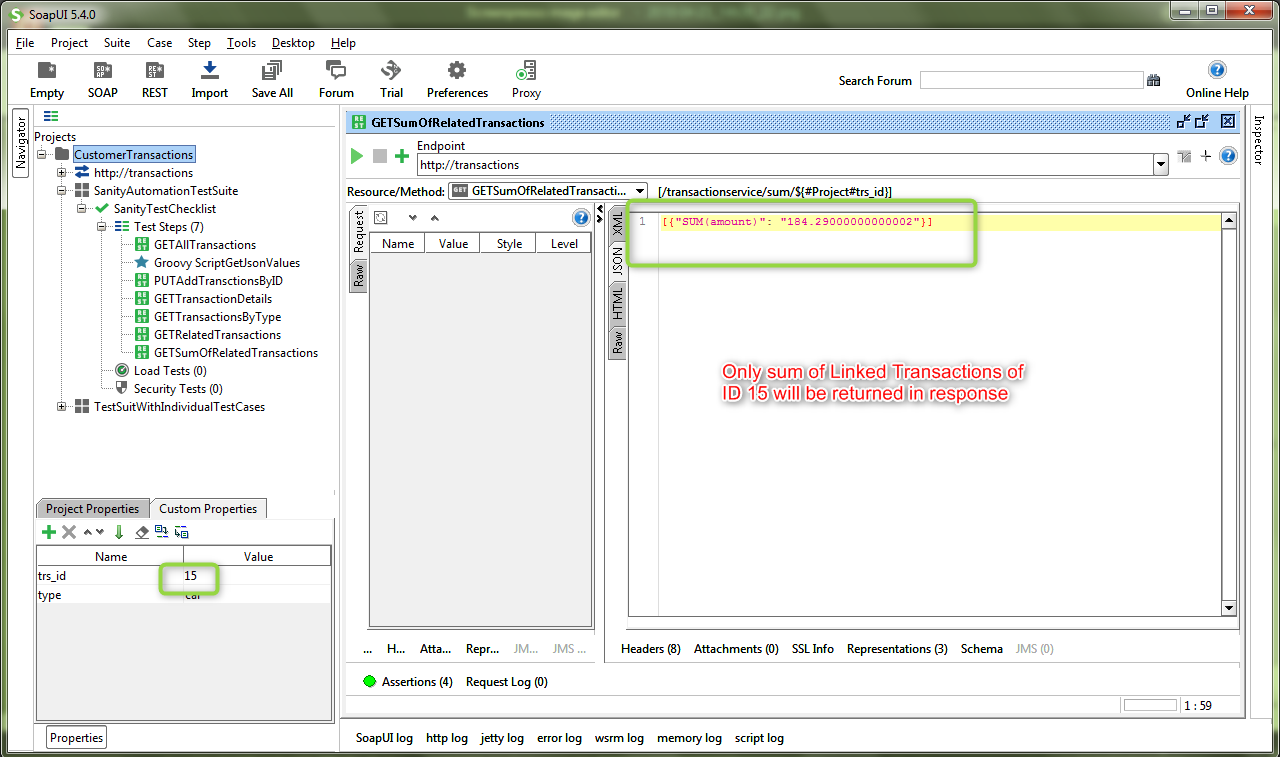 SoapUI 5.4.0
File Project Suite Case Step Tools Desktop Help
Empty SOAP REST Import Save All Forum Trial Preferences Proxy Search Forum Online Help
Navigator
Projects
CustomerTransactions
http://transactions
SanityAutomationTestSuite
SanityTestChecklist
Test Steps (7)
GETAllTransactions
Groovy ScriptGetJsonValues
PUTAddTransctionsByID
GETTransactionDetails
GETTransactionsByType
GETRelatedTransactions
GETSumOfRelatedTransactions
Load Tests (0)
Security Tests (0)
TestSuitWithIndividualTestCases
Project Properties Custom Properties
Name Value
trs_id 15
type car
Properties
GETSumOfRelatedTransactions
Endpoint
http://transactions
Resource/Method: GET GETSumOfRelatedTransacti... [/transactionservice/sum/${#Project#trs_id}]
Request
Raw
Name Value Style Level
XML
JSON
HTML
Raw
1 [{"SUM(amount)": "184.29000000000002"}]
Only sum of Linked Transactions of
ID 15 will be returned in response
... H... Atta... Repr... JM... JMS ...
Headers (8) Attachments (0) SSL Info Representations (3) Schema JMS (0)
Assertions (4) Request Log (0)
1 : 59
Inspector
SoapUI log http log jetty log error log wsrm log memory log script log